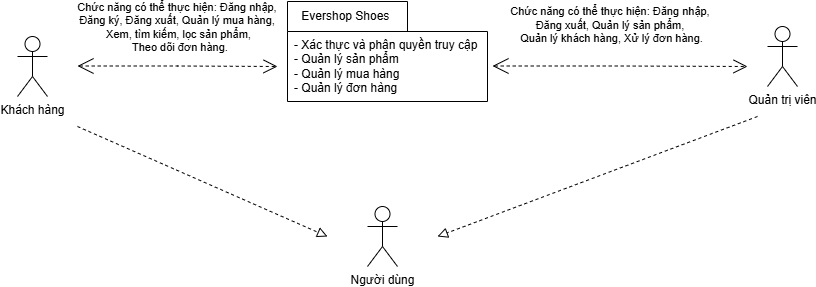 Chức năng có thể thực hiện: Đăng nhập,
Đăng ký, Đăng xuất, Quản lý mua hàng,
Xem, tìm kiếm, lọc sản phẩm,
Theo dõi đơn hàng.
Khách hàng
Evershop Shoes
- Xác thực và phân quyền truy cập
- Quản lý sản phẩm
- Quản lý mua hàng
- Quản lý đơn hàng
Chức năng có thể thực hiện: Đăng nhập,
Đăng xuất, Quản lý sản phẩm,
Quản lý khách hàng, Xử lý đơn hàng.
Quản trị viên
Người dùng